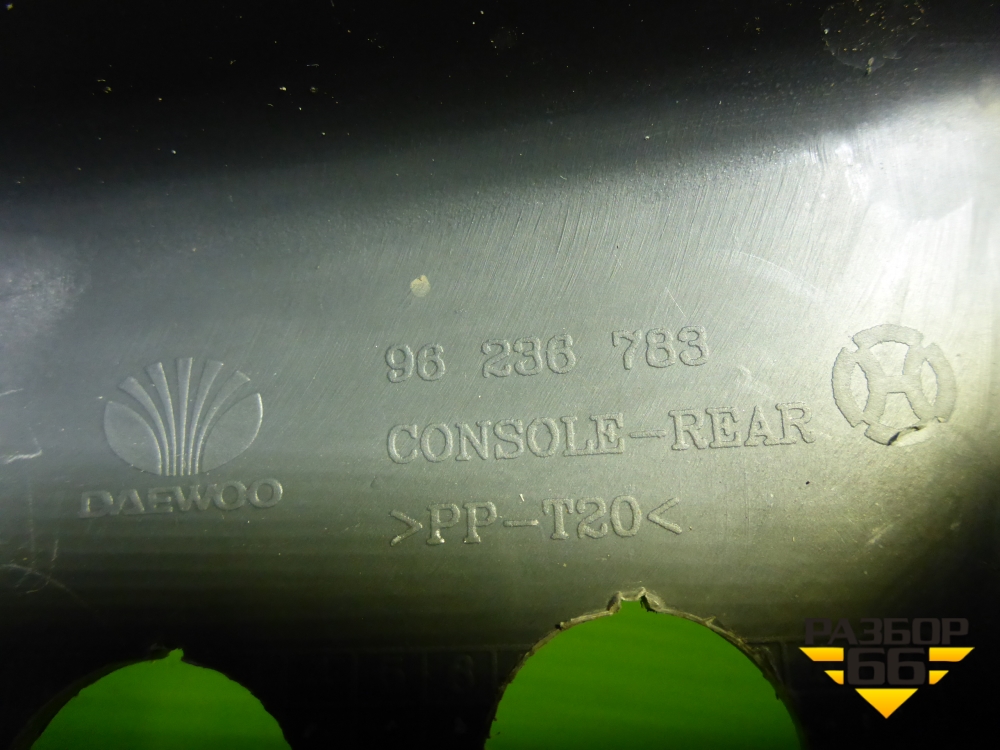 96 236 783
CONSOLE-REAR
>PP-T20<
DAEWOO
РАЗБОР
66